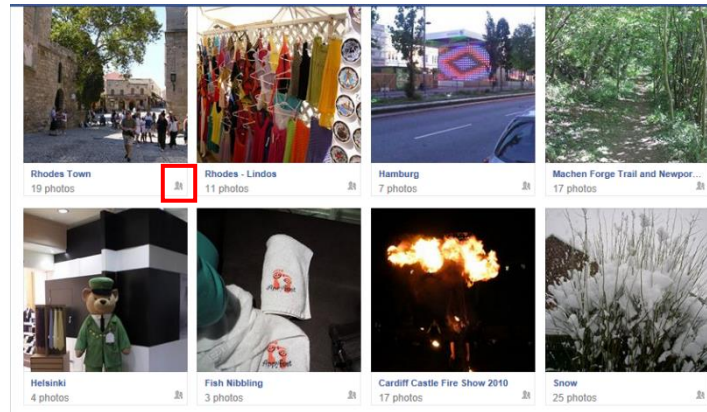 Rhodes Town
19 photos
Rhodes - Lindos
11 photos
Hamburg
7 photos
Machen Forge Trail and Newpor...
17 photos
Helsinki
4 photos
Fish Nibbling
3 photos
Cardiff Castle Fire Show 2010
17 photos
Snow
25 photos